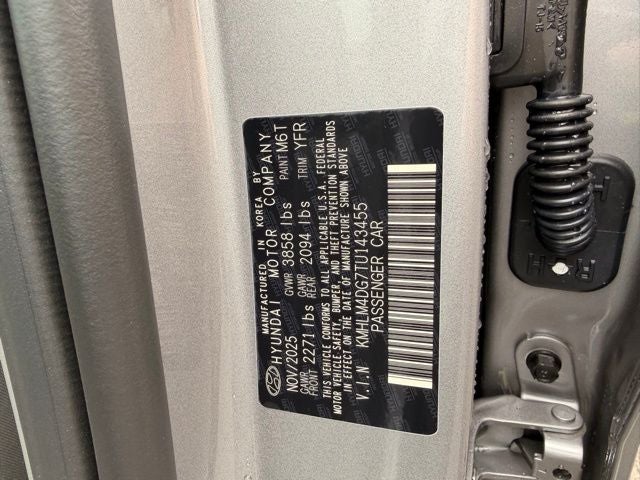 MANUFACTURED IN KOREA BY
HYUNDAI MOTOR COMPANY
NOV/2025 GVWR 3858 lbs PAINT M6T
GAWR FRONT 2271 lbs GAWR REAR 2094 lbs TRIM YFR
THIS VEHICLE CONFORMS TO ALL APPLICABLE U.S.A. FEDERAL
MOTOR VEHICLE SAFETY, BUMPER, AND THEFT PREVENTION STANDARDS
IN EFFECT ON THE DATE OF MANUFACTURE SHOWN ABOVE
V.I.N KMHLM4DG7TU143455
PASSENGER CAR